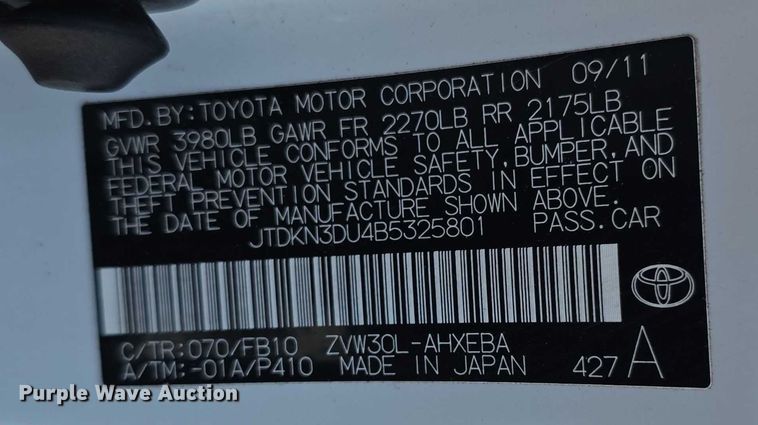 MFD. BY: TOYOTA MOTOR CORPORATION 09/11
GVWR 3980LB GAWR FR 2270LB RR 2175LB
THIS VEHICLE CONFORMS TO ALL APPLICABLE
FEDERAL MOTOR VEHICLE SAFETY, BUMPER, AND
THEFT PREVENTION STANDARDS IN EFFECT ON
THE DATE OF MANUFACTURE SHOWN ABOVE.
JTDKN3DU4B5325801 PASS. CAR
C/TR: 070/FB10 ZVW30L-AHXEBA
A/TM: -01A/P410 MADE IN JAPAN 427 A
Purple Wave Auction